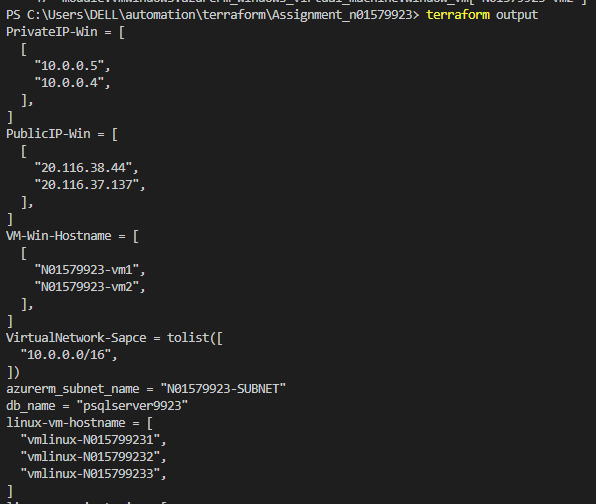 PS C:\Users\DELL\automation\terraform\Assignment_n01579923> terraform output
PrivateIP-Win = [
  [
    "10.0.0.5",
    "10.0.0.4",
  ],
]
PublicIP-Win = [
  [
    "20.116.38.44",
    "20.116.37.137",
  ],
]
VM-Win-Hostname = [
  [
    "N01579923-vm1",
    "N01579923-vm2",
  ],
]
VirtualNetwork-Sapce = tolist([
  "10.0.0.0/16",
])
azurerm_subnet_name = "N01579923-SUBNET"
db_name = "psqlserver9923"
linux-vm-hostname = [
  "vmlinux-N015799231",
  "vmlinux-N015799232",
  "vmlinux-N015799233",
]